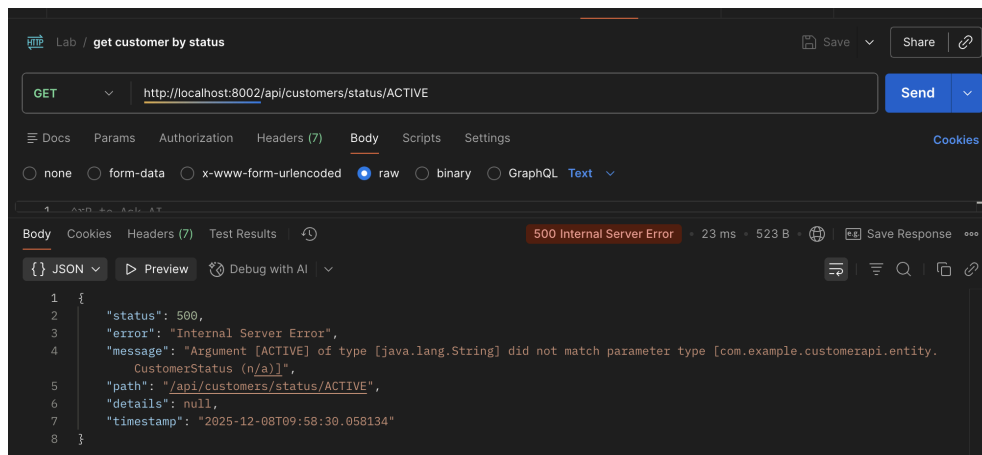 HTTP Lab / get customer by status Save Share
GET http://localhost:8002/api/customers/status/ACTIVE Send
Docs Params Authorization Headers (7) Body Scripts Settings Cookies
none form-data x-www-form-urlencoded raw binary GraphQL Text
1
Body Cookies Headers (7) Test Results 500 Internal Server Error • 23 ms • 523 B • e.g. Save Response
{} JSON Preview Debug with AI
1 {
2 "status": 500,
3 "error": "Internal Server Error",
4 "message": "Argument [ACTIVE] of type [java.lang.String] did not match parameter type [com.example.customerapi.entity.
CustomerStatus (n/a)]",
5 "path": "/api/customers/status/ACTIVE",
6 "details": null,
7 "timestamp": "2025-12-08T09:58:30.058134"
8 }